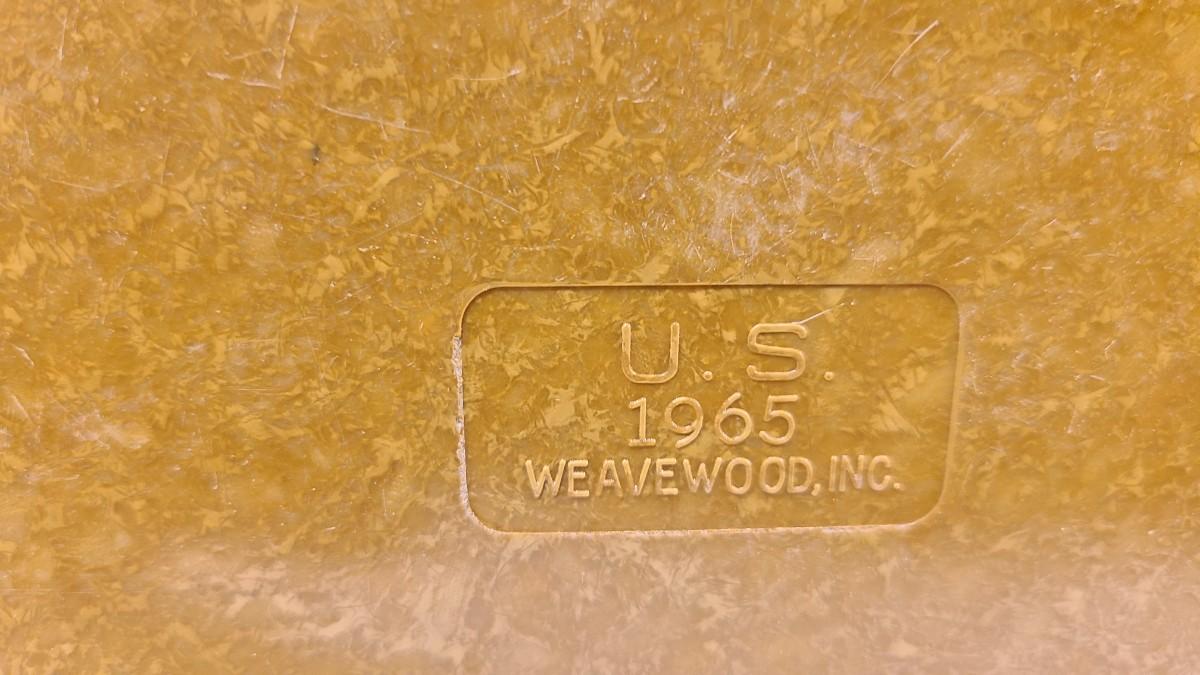 U. S.
1965
WEAVEWOOD, INC.